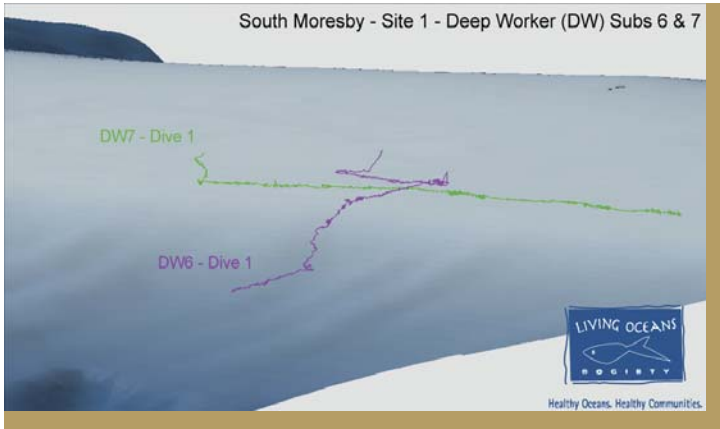 South Moresby - Site 1 - Deep Worker (DW) Subs 6 & 7
DW7 - Dive 1
DW6 - Dive 1
LIVING OCEANS
SOCIETY
Healthy Oceans. Healthy Communities.